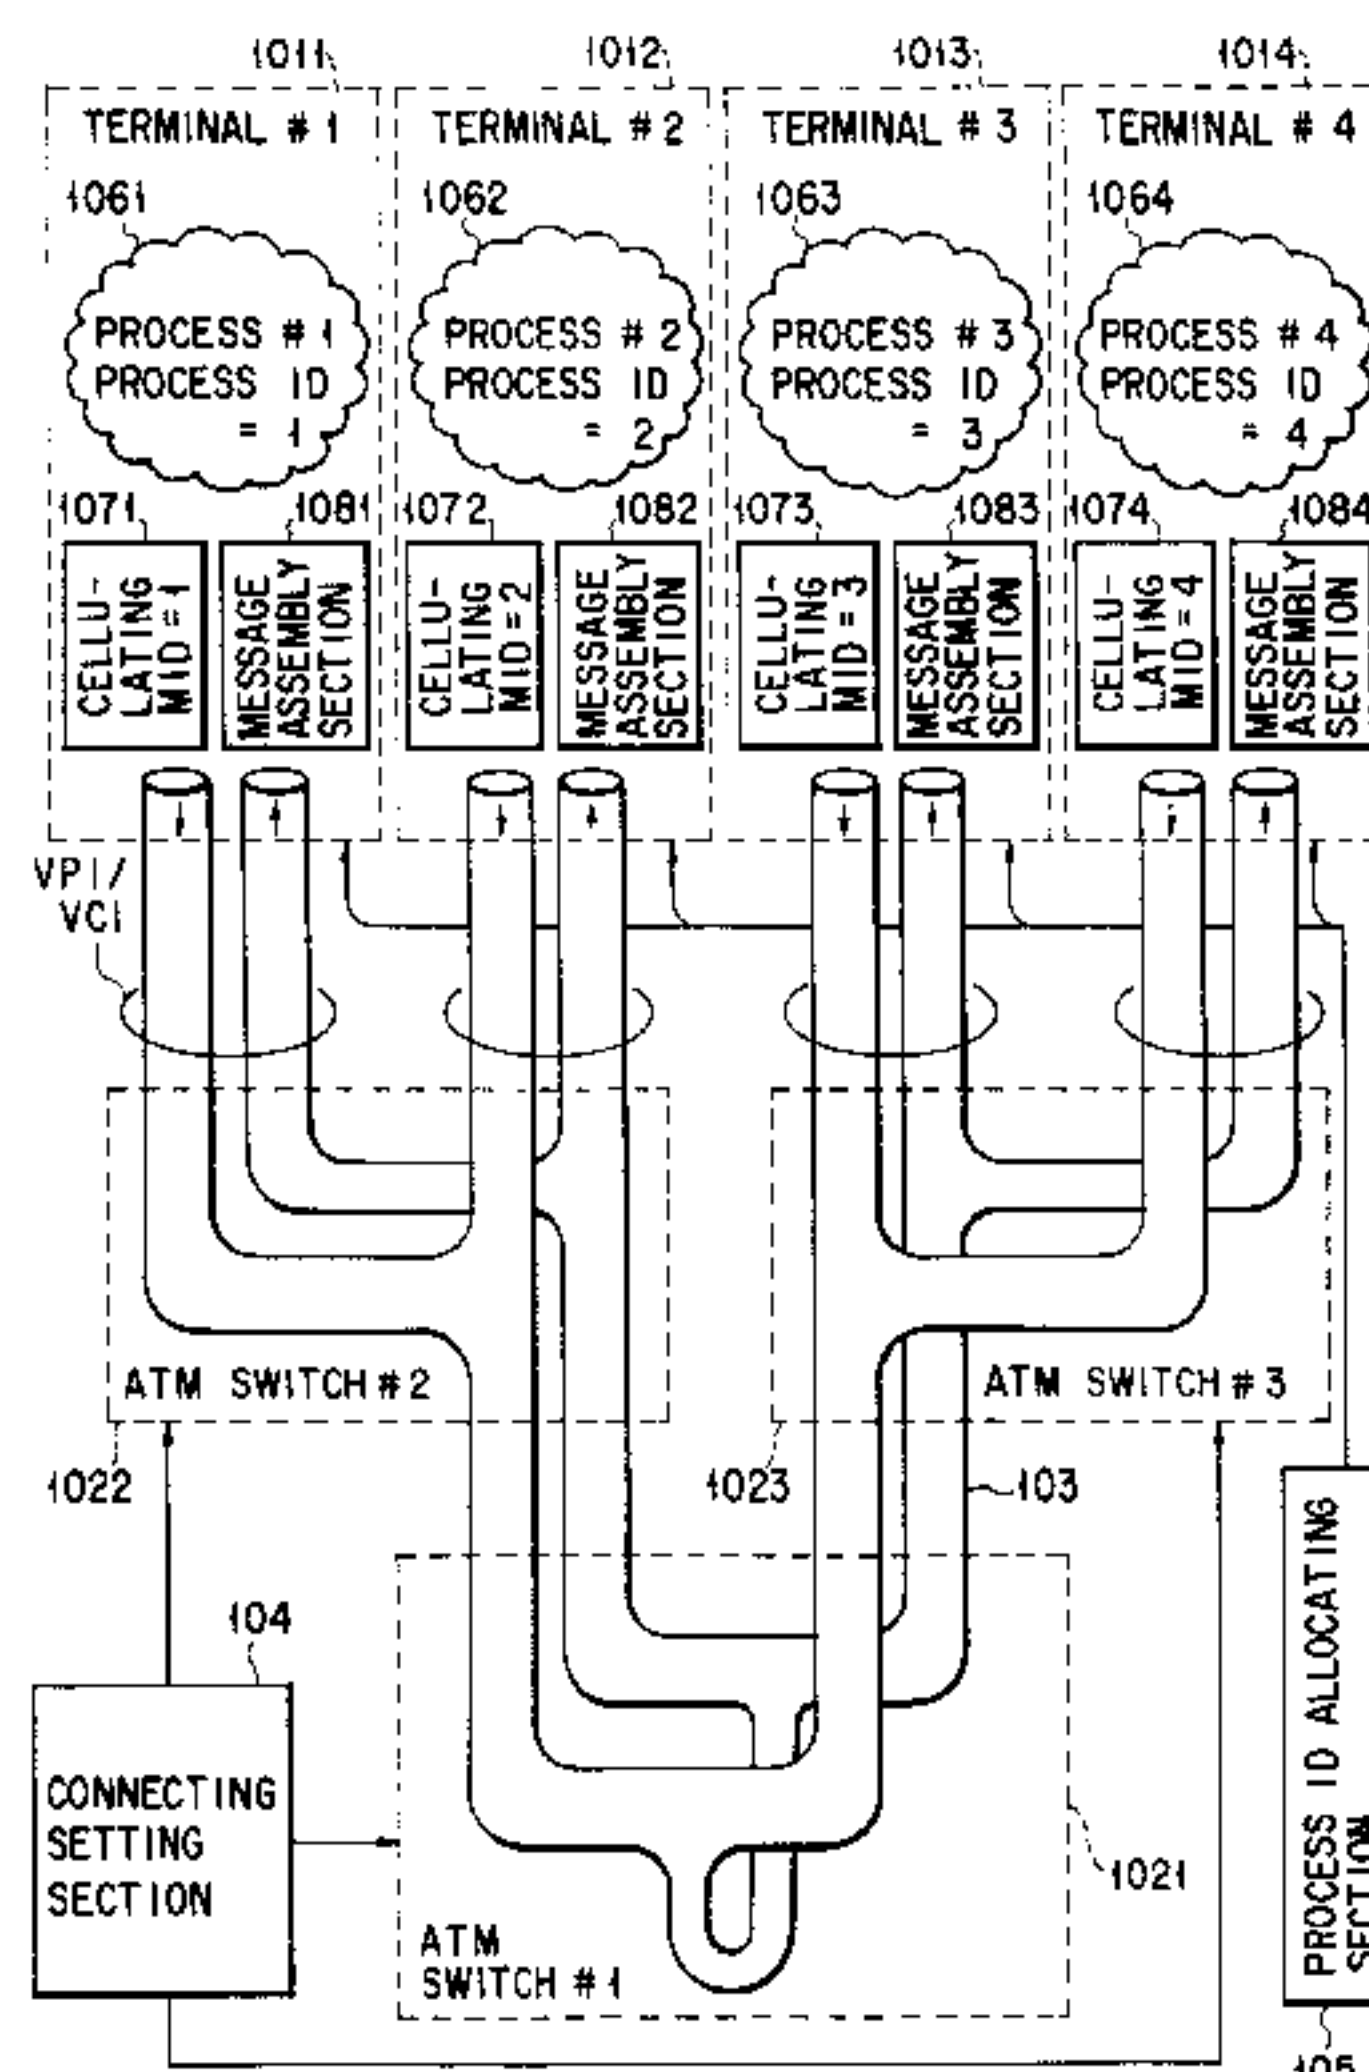 1011
1012
1013
1014
TERMINAL # 1
TERMINAL # 2
TERMINAL # 3
TERMINAL # 4
1061
1062
1063
1064
PROCESS # 1
PROCESS ID
= 1
PROCESS # 2
PROCESS ID
= 2
PROCESS # 3
PROCESS ID
= 3
PROCESS # 4
PROCESS ID
= 4
1071
1081
1072
1082
1073
1083
1074
1084
CELLU-
LATING
MID = 1
MESSAGE
ASSEMBLY
SECTION
CELLU-
LATING
MID = 2
MESSAGE
ASSEMBLY
SECTION
CELLU-
LATING
MID = 3
MESSAGE
ASSEMBLY
SECTION
CELLU-
LATING
MID = 4
MESSAGE
ASSEMBLY
SECTION
VPI/
VCI
ATM SWITCH # 2
ATM SWITCH # 3
1022
1023
103
104
CONNECTING
SETTING
SECTION
PROCESS ID ALLOCATING
SECTION
1021
ATM
SWITCH # 1
105